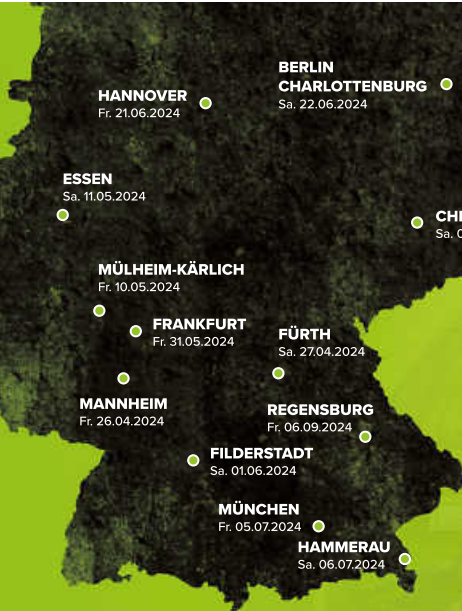 BERLIN
CHARLOTTENBURG
Sa. 22.06.2024
HANNOVER
Fr. 21.06.2024
ESSEN
Sa. 11.05.2024
CHE
Sa. 0
MÜLHEIM-KÄRLICH
Fr. 10.05.2024
FRANKFURT
Fr. 31.05.2024
FÜRTH
Sa. 27.04.2024
MANNHEIM
Fr. 26.04.2024
REGENSBURG
Fr. 06.09.2024
FILDERSTADT
Sa. 01.06.2024
MÜNCHEN
Fr. 05.07.2024
HAMMERAU
Sa. 06.07.2024